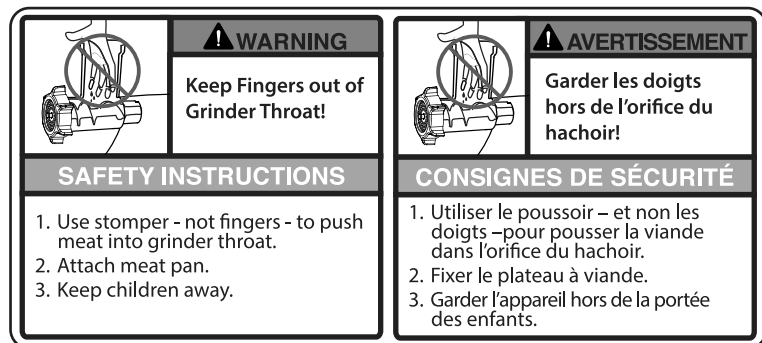 WARNING
Keep Fingers out of
Grinder Throat!
SAFETY INSTRUCTIONS
1. Use stomper - not fingers - to push
meat into grinder throat.
2. Attach meat pan.
3. Keep children away.
AVERTISSEMENT
Garder les doigts
hors de l'orifice du
hachoir!
CONSIGNES DE SÉCURITÉ
1. Utiliser le poussoir – et non les
doigts –pour pousser la viande
dans l'orifice du hachoir.
2. Fixer le plateau à viande.
3. Garder l'appareil hors de la portée
des enfants.